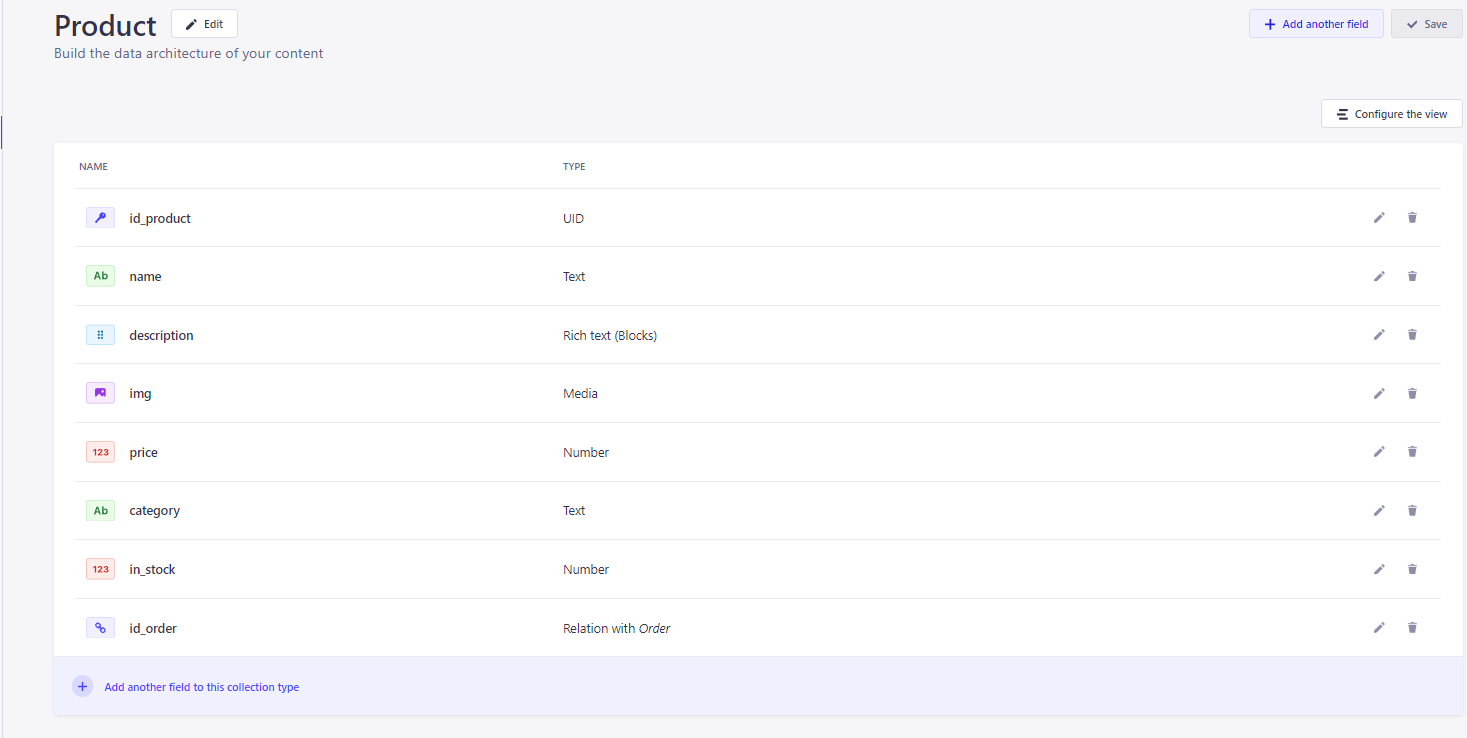 Product
Edit
Add another field
Save
Build the data architecture of your content
Configure the view
NAME TYPE
id_product UID
Ab name Text
description Rich text (Blocks)
img Media
123 price Number
Ab category Text
123 in_stock Number
id_order Relation with Order
Add another field to this collection type